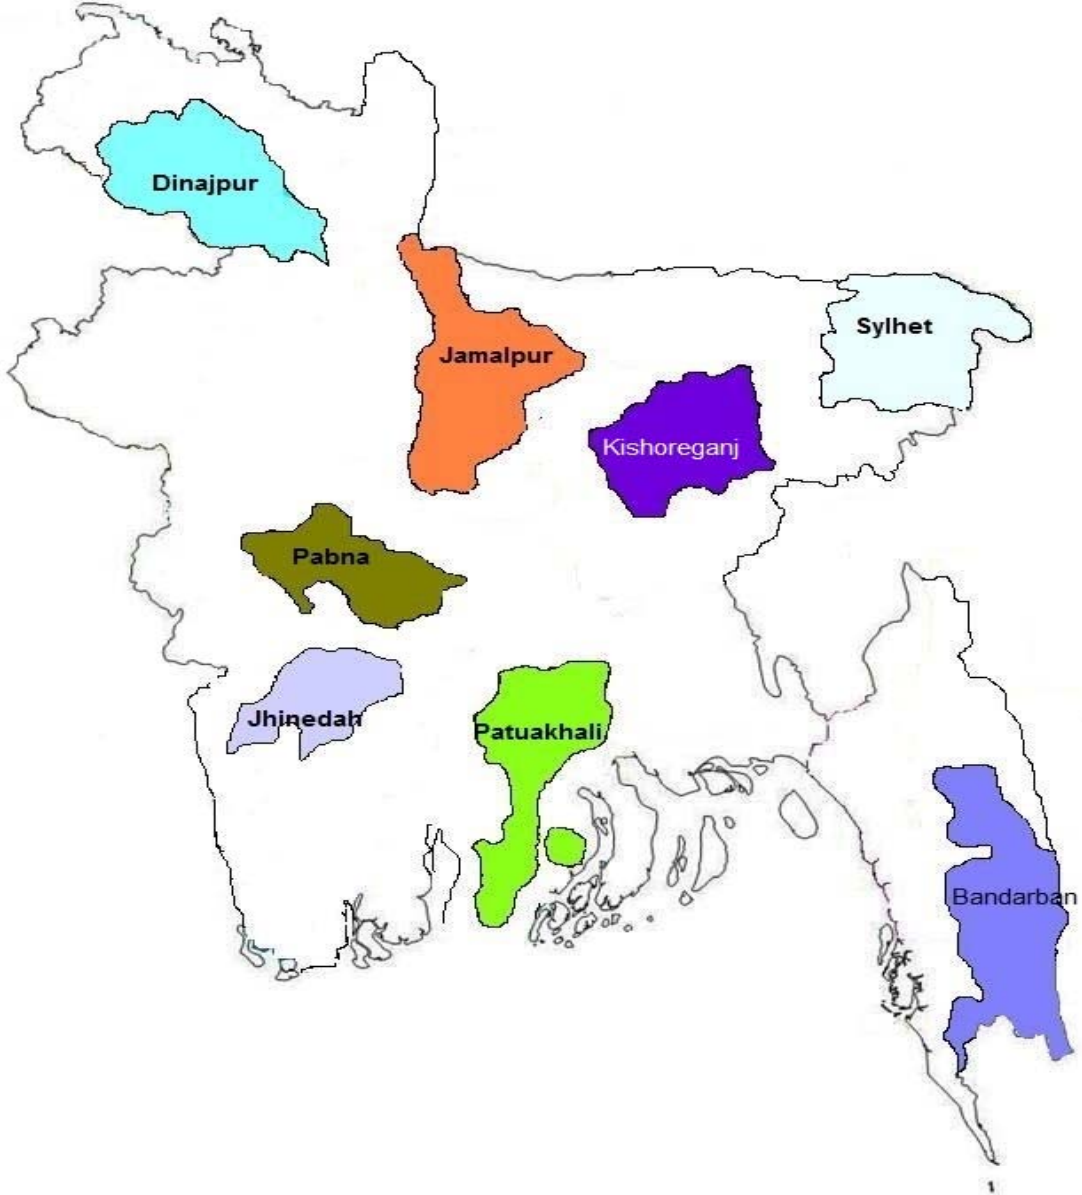 Dinajpur
Sylhet
Jamalpur
Kishoreganj
Pabna
Jhinedah
Patuakhali
Bandarban
1